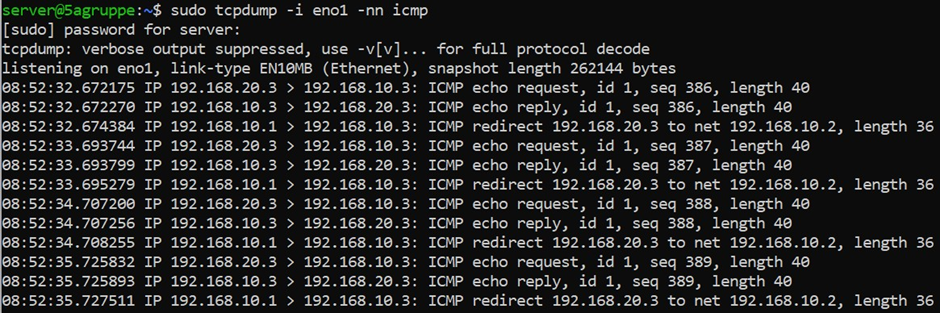 server@5agruppe:~$ sudo tcpdump -i eno1 -nn icmp
[sudo] password for server:
tcpdump: verbose output suppressed, use -v[v]... for full protocol decode
listening on eno1, link-type EN10MB (Ethernet), snapshot length 262144 bytes
08:52:32.672175 IP 192.168.20.3 > 192.168.10.3: ICMP echo request, id 1, seq 386, length 40
08:52:32.672270 IP 192.168.10.3 > 192.168.20.3: ICMP echo reply, id 1, seq 386, length 40
08:52:32.674384 IP 192.168.10.1 > 192.168.10.3: ICMP redirect 192.168.20.3 to net 192.168.10.2, length 36
08:52:33.693744 IP 192.168.20.3 > 192.168.10.3: ICMP echo request, id 1, seq 387, length 40
08:52:33.693799 IP 192.168.10.3 > 192.168.20.3: ICMP echo reply, id 1, seq 387, length 40
08:52:33.695279 IP 192.168.10.1 > 192.168.10.3: ICMP redirect 192.168.20.3 to net 192.168.10.2, length 36
08:52:34.707200 IP 192.168.20.3 > 192.168.10.3: ICMP echo request, id 1, seq 388, length 40
08:52:34.707256 IP 192.168.10.3 > 192.168.20.3: ICMP echo reply, id 1, seq 388, length 40
08:52:34.708255 IP 192.168.10.1 > 192.168.10.3: ICMP redirect 192.168.20.3 to net 192.168.10.2, length 36
08:52:35.725832 IP 192.168.20.3 > 192.168.10.3: ICMP echo request, id 1, seq 389, length 40
08:52:35.725893 IP 192.168.10.3 > 192.168.20.3: ICMP echo reply, id 1, seq 389, length 40
08:52:35.727511 IP 192.168.10.1 > 192.168.10.3: ICMP redirect 192.168.20.3 to net 192.168.10.2, length 36